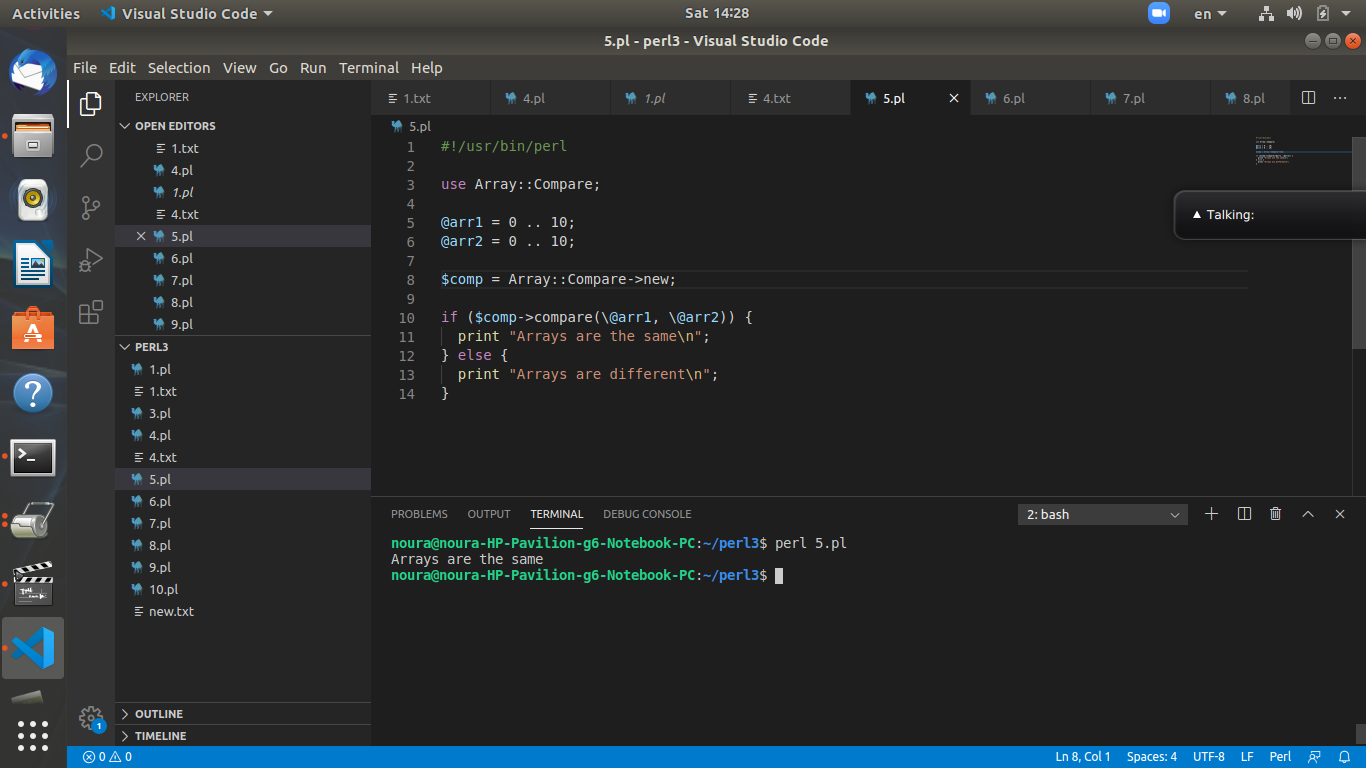 Activities
Visual Studio Code
Sat 14:28
en
5.pl - perl3 - Visual Studio Code
File Edit Selection View Go Run Terminal Help
EXPLORER
OPEN EDITORS
1.txt
4.pl
1.pl
4.txt
5.pl
6.pl
7.pl
8.pl
9.pl
PERL3
1.pl
1.txt
3.pl
4.pl
4.txt
5.pl
6.pl
7.pl
8.pl
9.pl
10.pl
new.txt
OUTLINE
TIMELINE
1.txt 4.pl 1.pl 4.txt 5.pl 6.pl 7.pl 8.pl
5.pl
1 #!/usr/bin/perl
2
3 use Array::Compare;
4
5 @arr1 = 0 .. 10;
6 @arr2 = 0 .. 10;
7
8 $comp = Array::Compare->new;
9
10 if ($comp->compare(\@arr1, \@arr2)) {
11 print "Arrays are the same\n";
12 } else {
13 print "Arrays are different\n";
14 }
Talking:
PROBLEMS OUTPUT TERMINAL DEBUG CONSOLE
2: bash
noura@noura-HP-Pavilion-g6-Notebook-PC:~/perl3$ perl 5.pl
Arrays are the same
noura@noura-HP-Pavilion-g6-Notebook-PC:~/perl3$
1
0 0
Ln 8, Col 1 Spaces: 4 UTF-8 LF Perl